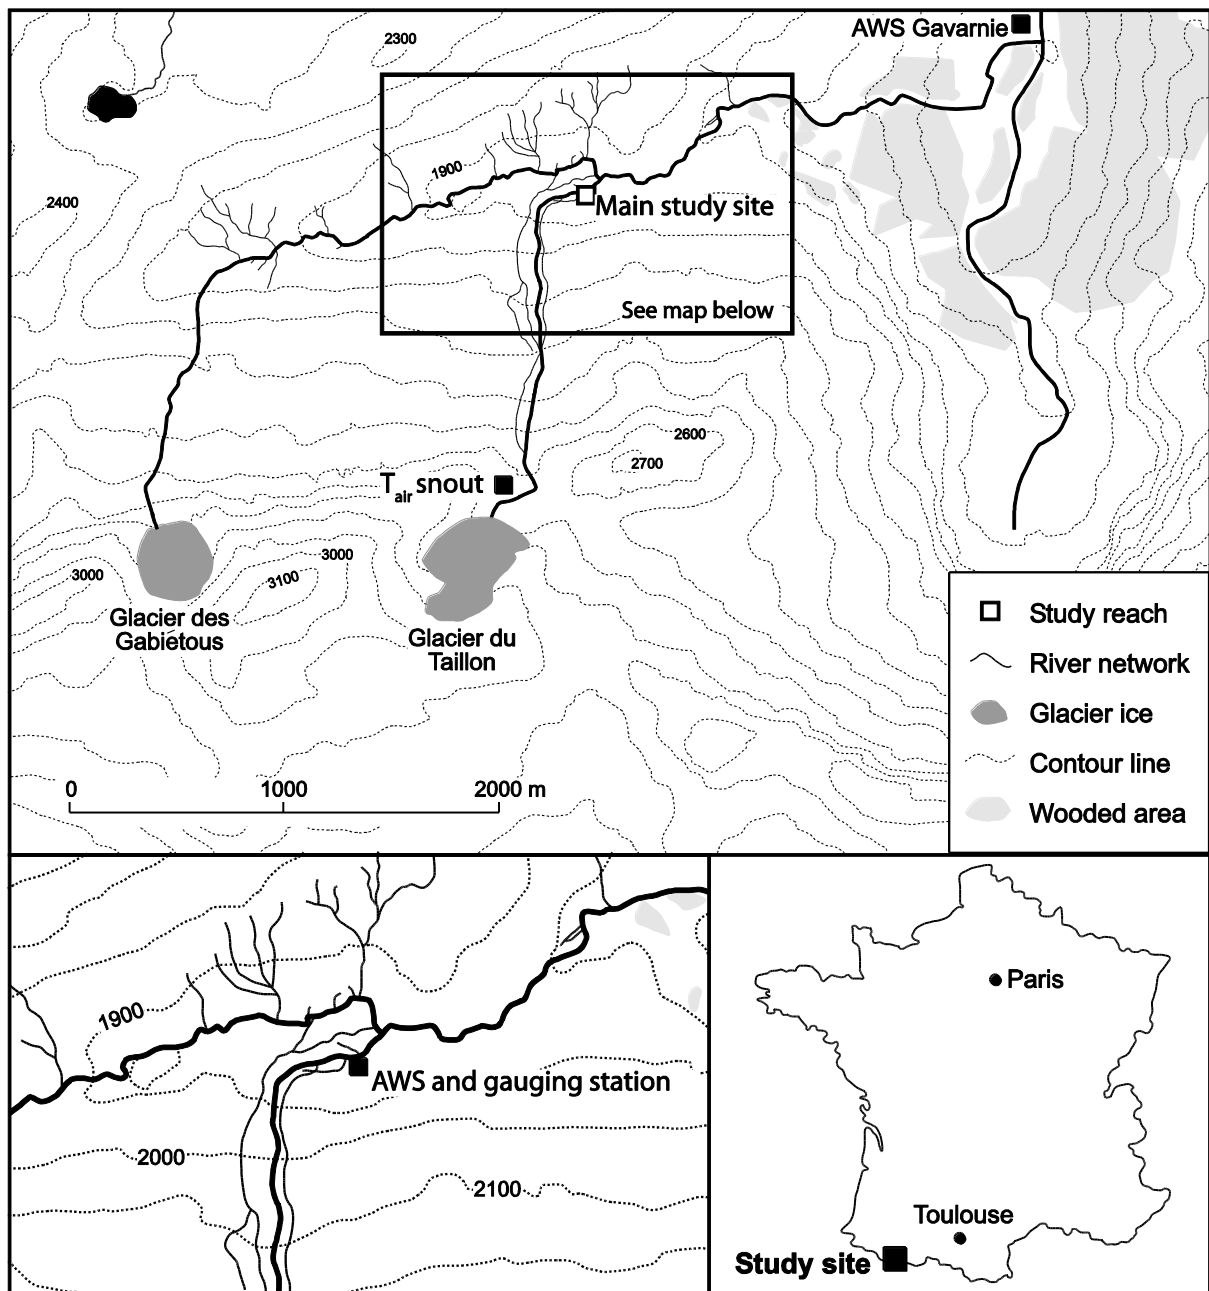 AWS Gavarnie
2300
1900
2400
Main study site
See map below
2600
2700
Tair snout
3000
3100
3000
Glacier des
Gabietous
Glacier du
Taillon
Study reach
River network
Glacier ice
Contour line
Wooded area
0 1000 2000 m
1900
AWS and gauging station
2000
2100
Paris
Toulouse
Study site